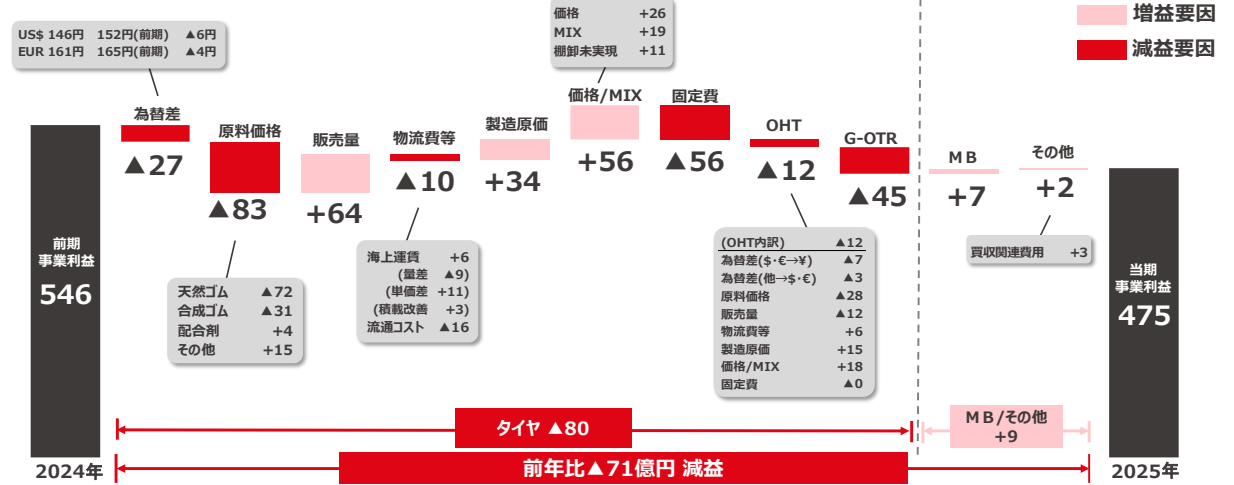 US$ 146円 152円(前期) ▲6円
EUR 161円 165円(前期) ▲4円
価格 +26
MIX +19
棚卸未実現 +11
増益要因
減益要因
前期
事業利益
546
為替差
▲27
原料価格
▲83
販売量
+64
物流費等
▲10
製造原価
+34
価格/MIX
+56
固定費
▲56
OHT
▲12
G-OTR
▲45
MB
+7
その他
+2
天然ゴム ▲72
合成ゴム ▲31
配合剤 +4
その他 +15
海上運賃 +6
(量差 ▲9)
(単価差 +11)
(積載改善 +3)
流通コスト ▲16
(OHT内訳) ▲12
為替差($・€→¥) ▲7
為替差(他→$・€) ▲3
原料価格 ▲28
販売量 ▲12
物流費等 +6
製造原価 +15
価格/MIX +18
固定費 ▲0
買収関連費用 +3
当期
事業利益
475
タイヤ ▲80
MB/その他
+9
2024年
前年比▲71億円 減益
2025年